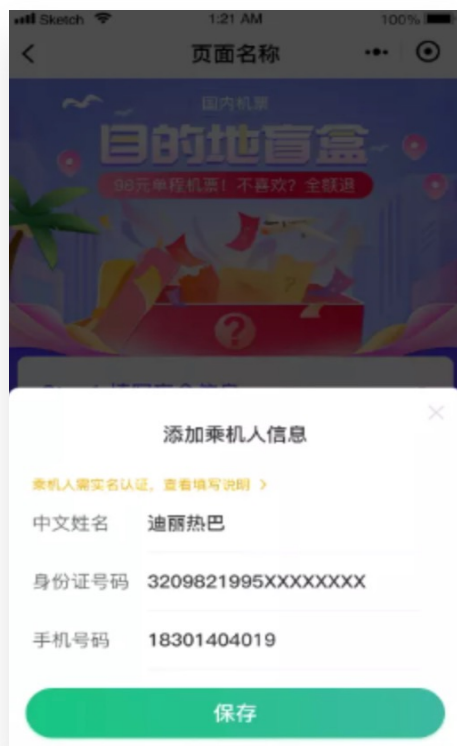 Sketch 1:21 AM 100%
页面名称
国内机票
目的地盲盒
98元单程机票！不喜欢？全额退
?
添加乘机人信息
乘机人需实名认证，查看填写说明 >
中文姓名 迪丽热巴
身份证号码 3209821995XXXXXXXX
手机号码 18301404019
保存